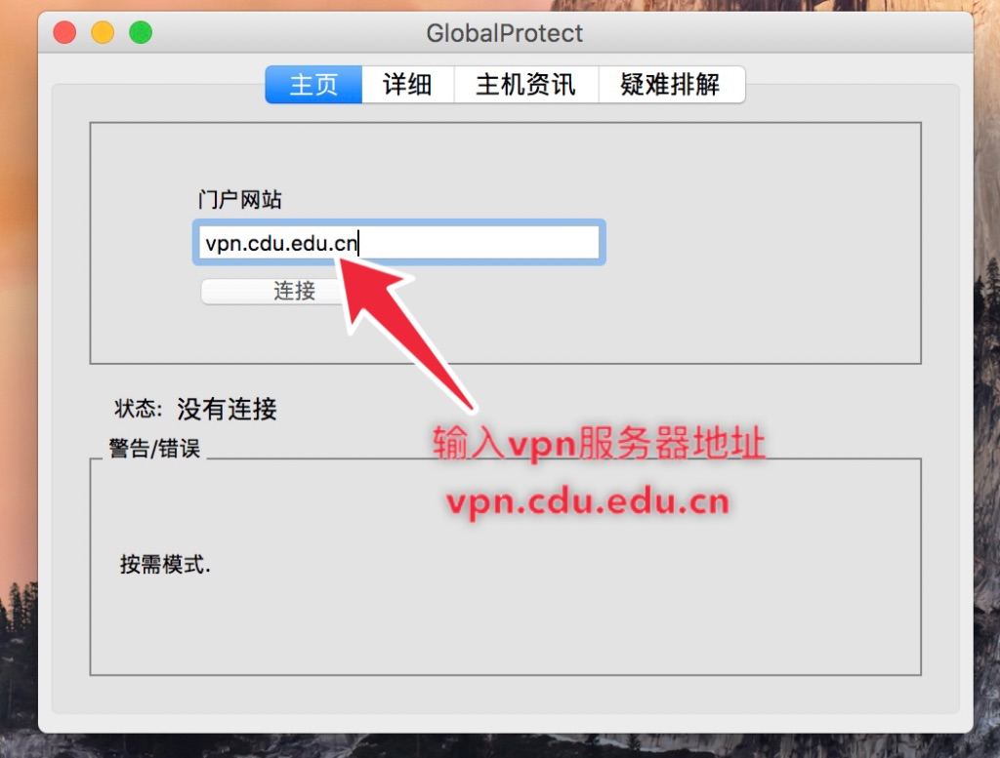 GlobalProtect
主页 详细 主机资讯 疑难排解
门户网站
vpn.cdu.edu.cn
连接
状态: 没有连接
警告/错误
输入vpn服务器地址
vpn.cdu.edu.cn
按需模式.